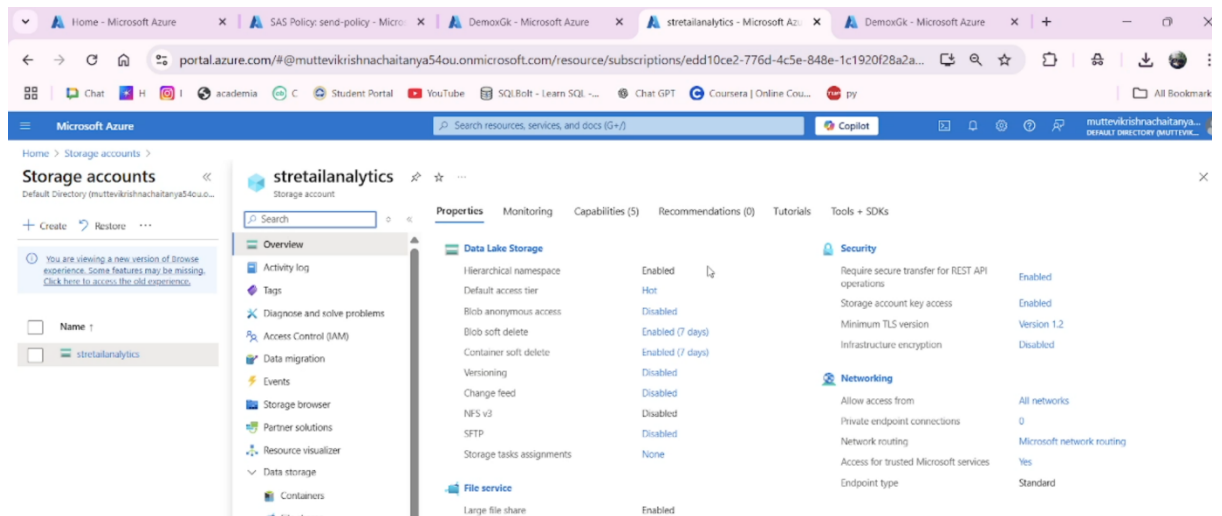 Home - Microsoft Azure
SAS Policy: send-policy - Micro
DemoxGk - Microsoft Azure
stretailanalytics - Microsoft Azu
DemoxGk - Microsoft Azure
portal.azure.com/#@muttevikrishnachaitanya54ou.onmicrosoft.com/resource/subscriptions/edd10ce2-776d-4c5e-848e-1c1920f28a2a...
Chat H I academia C Student Portal YouTube SQLBolt - Learn SQL -... Chat GPT Coursera | Online Cou... py All Bookmark
Microsoft Azure
Search resources, services, and docs (G+/)
Copilot
muttevikrishnachaitanya...
DEFAULT DIRECTORY (MUTTEVIK...
Home > Storage accounts >
Storage accounts
Default Directory (muttevikrishnachaitanya54ou.o...
Create Restore ...
You are viewing a new version of Browse
experience. Some features may be missing.
Click here to access the old experience.
Name ↑
stretailanalytics
stretailanalytics
Storage account
Search
Overview
Activity log
Tags
Diagnose and solve problems
Access Control (IAM)
Data migration
Events
Storage browser
Partner solutions
Resource visualizer
Data storage
Containers
Properties Monitoring Capabilities (5) Recommendations (0) Tutorials Tools + SDKs
Data Lake Storage
Hierarchical namespace Enabled
Default access tier Hot
Blob anonymous access Disabled
Blob soft delete Enabled (7 days)
Container soft delete Enabled (7 days)
Versioning Disabled
Change feed Disabled
NFS v3 Disabled
SFTP Disabled
Storage tasks assignments None
File service
Large file share Enabled
Security
Require secure transfer for REST API
operations Enabled
Storage account key access Enabled
Minimum TLS version Version 1.2
Infrastructure encryption Disabled
Networking
Allow access from All networks
Private endpoint connections 0
Network routing Microsoft network routing
Access for trusted Microsoft services Yes
Endpoint type Standard